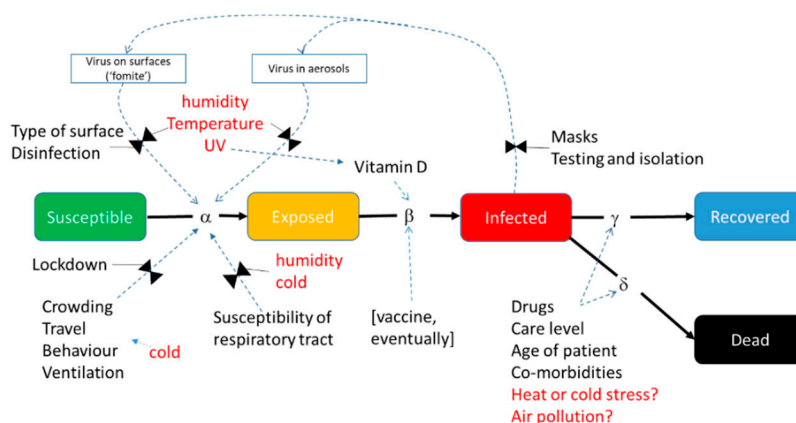 Virus on surfaces
('fomite')
Virus in aerosols
humidity
Temperature
UV
Type of surface
Disinfection
Masks
Testing and isolation
Vitamin D
Susceptible
α
Exposed
β
Infected
γ
Recovered
Lockdown
humidity
cold
δ
Crowding
Travel
Behaviour
Ventilation
cold
Susceptibility of
respiratory tract
[vaccine,
eventually]
Drugs
Care level
Age of patient
Co-morbidities
Heat or cold stress?
Air pollution?
Dead